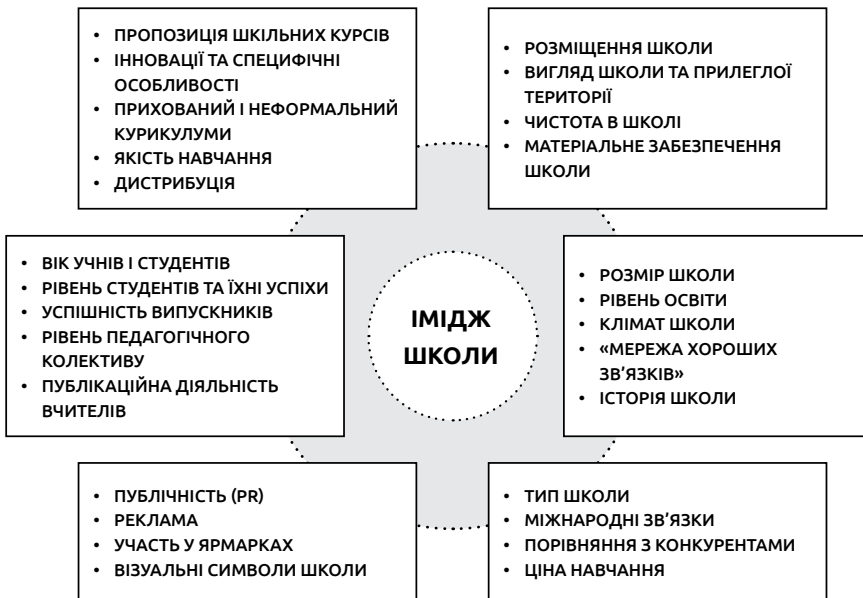 • ПРОПОЗИЦІЯ ШКІЛЬНИХ КУРСІВ
• ІННОВАЦІЇ ТА СПЕЦИФІЧНІ
ОСОБЛИВОСТІ
• ПРИХОВАНИЙ І НЕФОРМАЛЬНИЙ
КУРИКУЛУМИ
• ЯКІСТЬ НАВЧАННЯ
• ДИСТРИБУЦІЯ
• РОЗМІЩЕННЯ ШКОЛИ
• ВИГЛЯД ШКОЛИ ТА ПРИЛЕГЛОЇ
ТЕРИТОРІЇ
• ЧИСТОТА В ШКОЛІ
• МАТЕРІАЛЬНЕ ЗАБЕЗПЕЧЕННЯ
ШКОЛИ
• ВІК УЧНІВ І СТУДЕНТІВ
• РІВЕНЬ СТУДЕНТІВ ТА ЇХНІ УСПІХИ
• УСПІШНІСТЬ ВИПУСКНИКІВ
• РІВЕНЬ ПЕДАГОГІЧНОГО
КОЛЕКТИВУ
• ПУБЛІКАЦІЙНА ДІЯЛЬНІСТЬ
ВЧИТЕЛІВ
ІМІДЖ
ШКОЛИ
• РОЗМІР ШКОЛИ
• РІВЕНЬ ОСВІТИ
• КЛІМАТ ШКОЛИ
• «МЕРЕЖА ХОРОШИХ
ЗВ’ЯЗКІВ»
• ІСТОРІЯ ШКОЛИ
• ПУБЛІЧНІСТЬ (PR)
• РЕКЛАМА
• УЧАСТЬ У ЯРМАРКАХ
• ВІЗУАЛЬНІ СИМВОЛИ ШКОЛИ
• ТИП ШКОЛИ
• МІЖНАРОДНІ ЗВ’ЯЗКИ
• ПОРІВНЯННЯ З КОНКУРЕНТАМИ
• ЦІНА НАВЧАННЯ